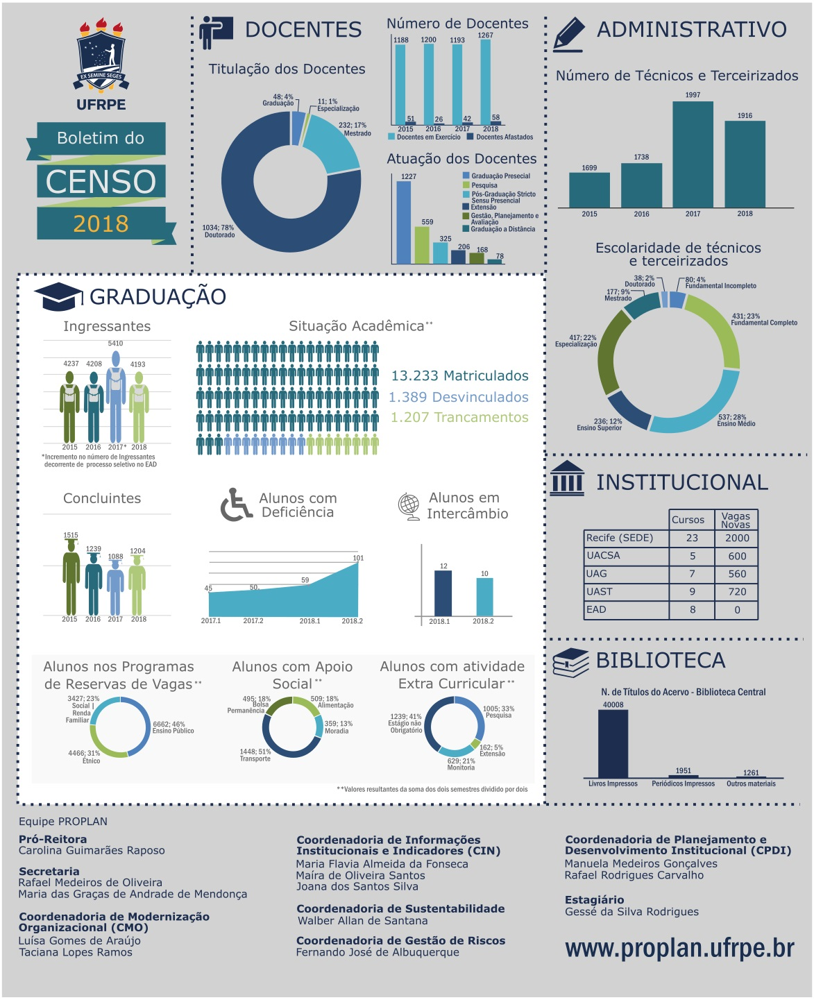 EX SEMINE SEGES
UFRPE
Boletim do
CENSO
2018
DOCENTES
Titulação dos Docentes
48; 4%
Graduação
11; 1%
Especialização
232; 17%
Mestrado
1034; 78%
Doutorado
Número de Docentes
1188
1200
1193
1267
51
26
42
58
2015
2016
2017
2018
Docentes em Exercício
Docentes Afastados
Atuação dos Docentes
1227
559
325
206
168
78
Graduação Presecial
Pesquisa
Pós-Graduação Stricto
Sensu Presencial
Extensão
Gestão, Planejamento e
Avaliação
Graduação a Distância
ADMINISTRATIVO
Número de Técnicos e Terceirizados
1699
1738
1997
1916
2015
2016
2017
2018
Escolaridade de técnicos
e terceirizados
38; 2%
Doutorado
80; 4%
Fundamental Incompleto
177; 9%
Mestrado
431; 23%
Fundamental Completo
417; 22%
Especialização
236; 12%
Ensino Superior
537; 28%
Ensino Médio
GRADUAÇÃO
Ingressantes
4237
4208
5410
4193
2015
2016
2017*
2018
*Incremento no número de Ingressantes
decorrente de processo seletivo no EAD
Situação Acadêmica**
13.233 Matriculados
1.389 Desvinculados
1.207 Trancamentos
Concluintes
1515
1239
1088
1204
2015
2016
2017
2018
Alunos com
Deficiência
45
50
59
101
2017.1
2017.2
2018.1
2018.2
Alunos em
Intercâmbio
12
10
2018.1
2018.2
Alunos nos Programas
de Reservas de Vagas**
3427; 23%
Social |
Renda
Familiar
6662; 46%
Ensino Público
4466; 31%
Étnico
Alunos com Apoio
Social**
495; 18%
Bolsa
Permanência
509; 18%
Alimentação
359; 13%
Moradia
1448; 51%
Transporte
Alunos com atividade
Extra Curricular**
1239; 41%
Estágio não
Obrigatório
1005; 33%
Pesquisa
162; 5%
Extensão
629; 21%
Monitoria
**Valores resultantes da soma dos dois semestres dividido por dois
INSTITUCIONAL
Cursos
Vagas
Novas
Recife (SEDE) 23 2000
UACSA 5 600
UAG 7 560
UAST 9 720
EAD 8 0
BIBLIOTECA
N. de Títulos do Acervo - Biblioteca Central
40008
1951
1261
Livros Impressos
Periódicos Impressos
Outros materiais
Equipe PROPLAN
Pró-Reitora
Carolina Guimarães Raposo
Secretaria
Rafael Medeiros de Oliveira
Maria das Graças de Andrade de Mendonça
Coordenadoria de Modernização
Organizacional (CMO)
Luísa Gomes de Araújo
Taciana Lopes Ramos
Coordenadoria de Informações
Institucionais e Indicadores (CIN)
Maria Flavia Almeida da Fonseca
Maíra de Oliveira Santos
Joana dos Santos Silva
Coordenadoria de Sustentabilidade
Walber Allan de Santana
Coordenadoria de Gestão de Riscos
Fernando José de Albuquerque
Coordenadoria de Planejamento e
Desenvolvimento Institucional (CPDI)
Manuela Medeiros Gonçalves
Rafael Rodrigues Carvalho
Estagiário
Gessé da Silva Rodrigues
www.proplan.ufrpe.br